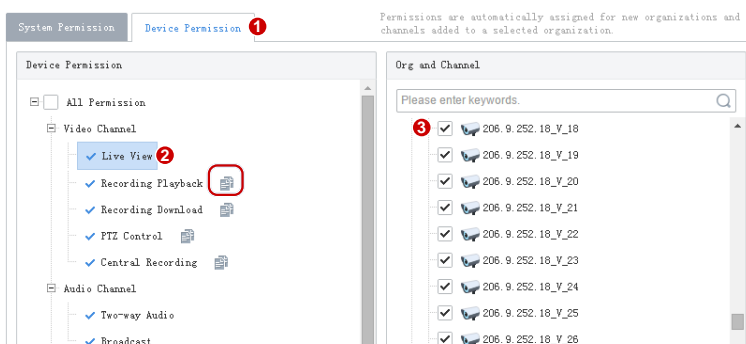 System Permission
Device Permission
1
Permissions are automatically assigned for new organizations and
channels added to a selected organization.
Device Permission
All Permission
Video Channel
Live View
2
Recording Playback
Recording Download
PTZ Control
Central Recording
Audio Channel
Two-way Audio
Broadcast
Org and Channel
Please enter keywords.
3
206.9.252.18_V_18
206.9.252.18_V_19
206.9.252.18_V_20
206.9.252.18_V_21
206.9.252.18_V_22
206.9.252.18_V_23
206.9.252.18_V_24
206.9.252.18_V_25
206.9.252.18_V_26